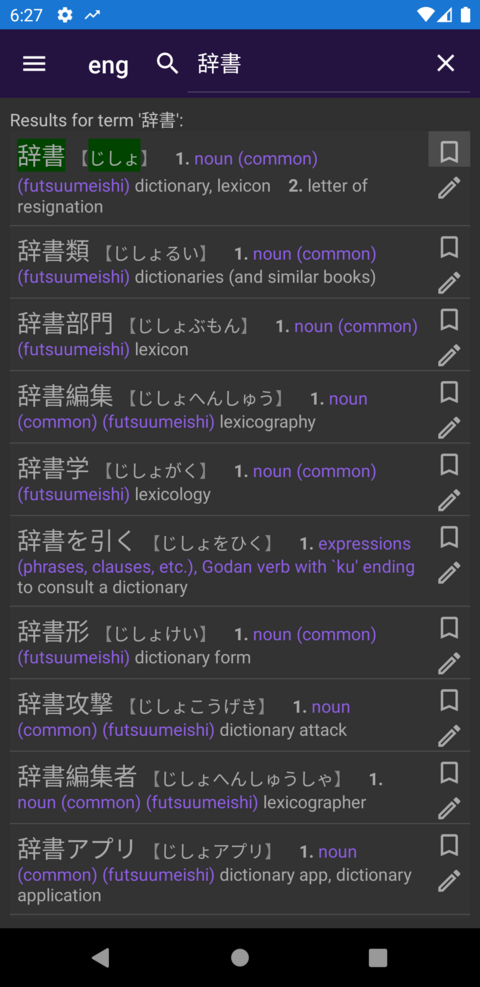 6:27
eng 辞書
Results for term '辞書':
辞書 【じしょ】 1. noun (common)
(futsuumeishi) dictionary, lexicon 2. letter of
resignation
辞書類 【じしょるい】 1. noun (common)
(futsuumeishi) dictionaries (and similar books)
辞書部門 【じしょぶもん】 1. noun (common)
(futsuumeishi) lexicon
辞書編集 【じしょへんしゅう】 1. noun
(common) (futsuumeishi) lexicography
辞書学 【じしょがく】 1. noun (common)
(futsuumeishi) lexicology
辞書を引く 【じしょをひく】 1. expressions
(phrases, clauses, etc.), Godan verb with `ku' ending
to consult a dictionary
辞書形 【じしょけい】 1. noun (common)
(futsuumeishi) dictionary form
辞書攻撃 【じしょこうげき】 1. noun
(common) (futsuumeishi) dictionary attack
辞書編集者 【じしょへんしゅうしゃ】 1.
noun (common) (futsuumeishi) lexicographer
辞書アプリ 【じしょアプリ】 1. noun
(common) (futsuumeishi) dictionary app, dictionary
application